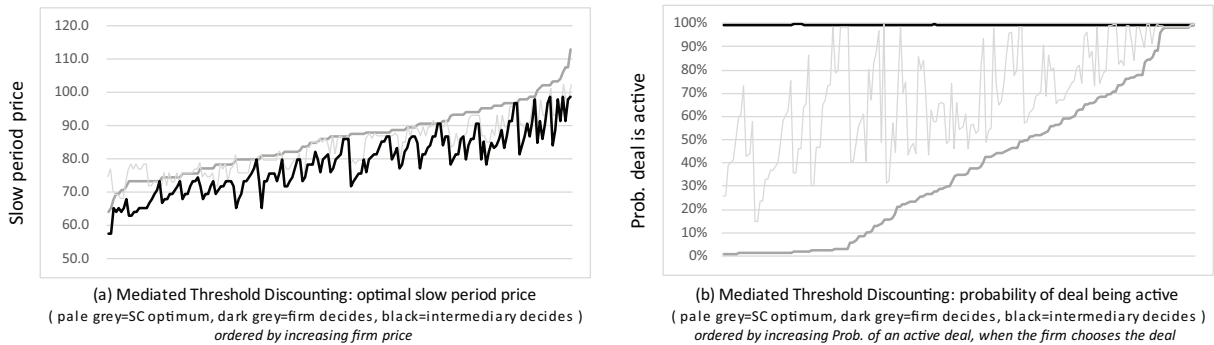 Slow period price
120.0
110.0
100.0
90.0
80.0
70.0
60.0
50.0
(a) Mediated Threshold Discounting: optimal slow period price
( pale grey=SC optimum, dark grey=firm decides, black=intermediary decides )
ordered by increasing firm price
Prob. deal is active
100%
90%
80%
70%
60%
50%
40%
30%
20%
10%
0%
(b) Mediated Threshold Discounting: probability of deal being active
( pale grey=SC optimum, dark grey=firm decides, black=intermediary decides )
ordered by increasing Prob. of an active deal, when the firm chooses the deal